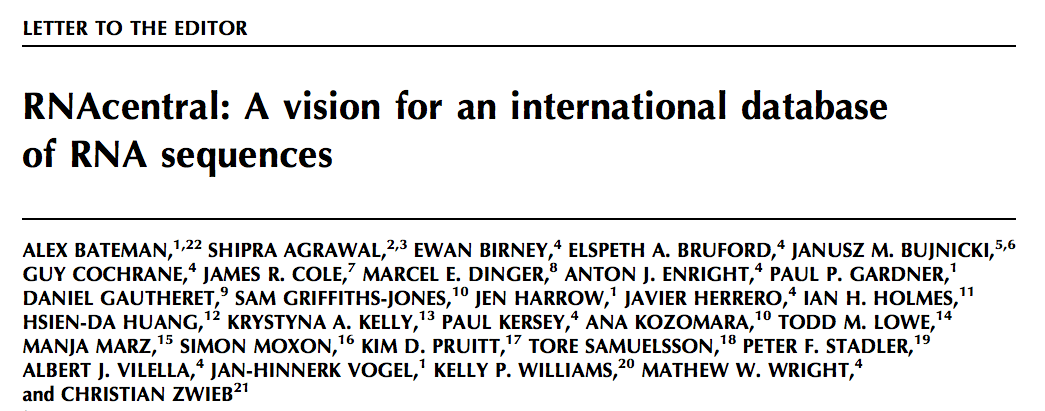 LETTER TO THE EDITOR
RNAcentral: A vision for an international database
of RNA sequences
ALEX BATEMAN,1,22 SHIPRA AGRAWAL,2,3 EWAN BIRNEY,4 ELSPETH A. BRUFORD,4 JANUSZ M. BUJNICKI,5,6
GUY COCHRANE,4 JAMES R. COLE,7 MARCEL E. DINGER,8 ANTON J. ENRIGHT,4 PAUL P. GARDNER,1
DANIEL GAUTHERET,9 SAM GRIFFITHS-JONES,10 JEN HARROW,1 JAVIER HERRERO,4 IAN H. HOLMES,11
HSIEN-DA HUANG,12 KRYSTYNA A. KELLY,13 PAUL KERSEY,4 ANA KOZOMARA,10 TODD M. LOWE,14
MANJA MARZ,15 SIMON MOXON,16 KIM D. PRUITT,17 TORE SAMUELSSON,18 PETER F. STADLER,19
ALBERT J. VILELLA,4 JAN-HINNERK VOGEL,1 KELLY P. WILLIAMS,20 MATHEW W. WRIGHT,4
and CHRISTIAN ZWIEB21